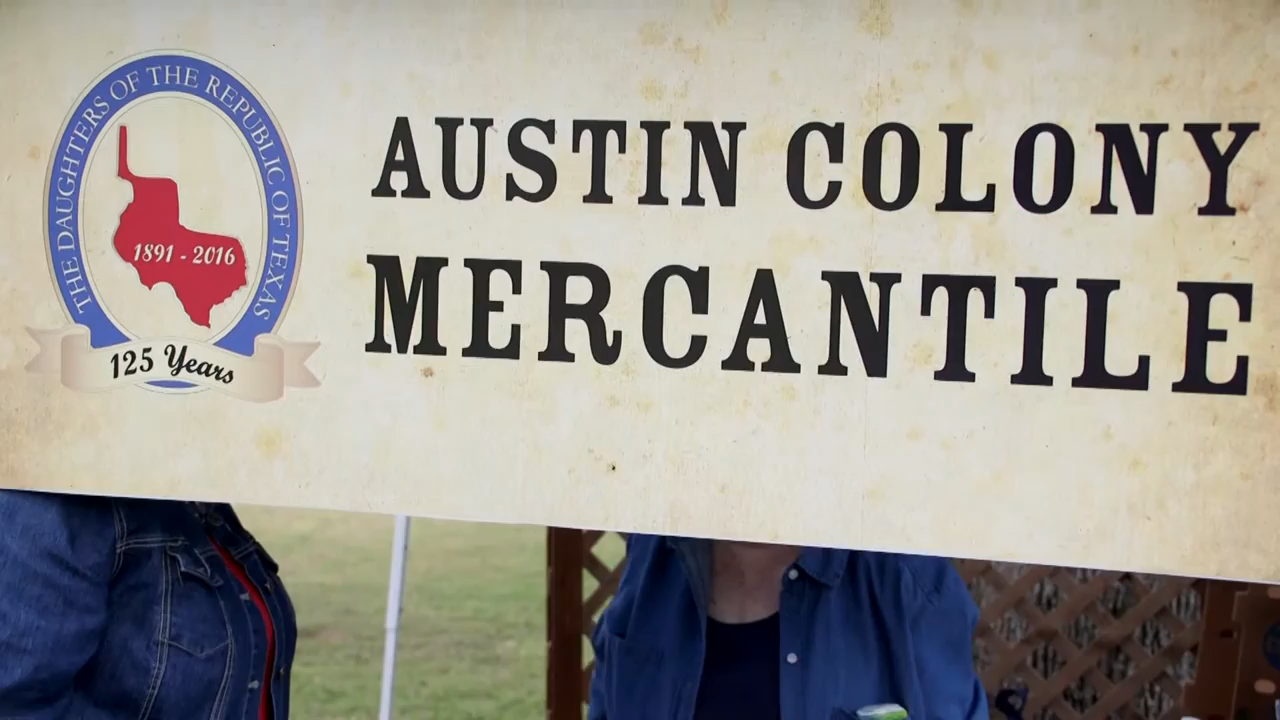 THE DAUGHTERS OF THE REPUBLIC OF TEXAS
1891 - 2016
125 Years
AUSTIN COLONY
MERCANTILE